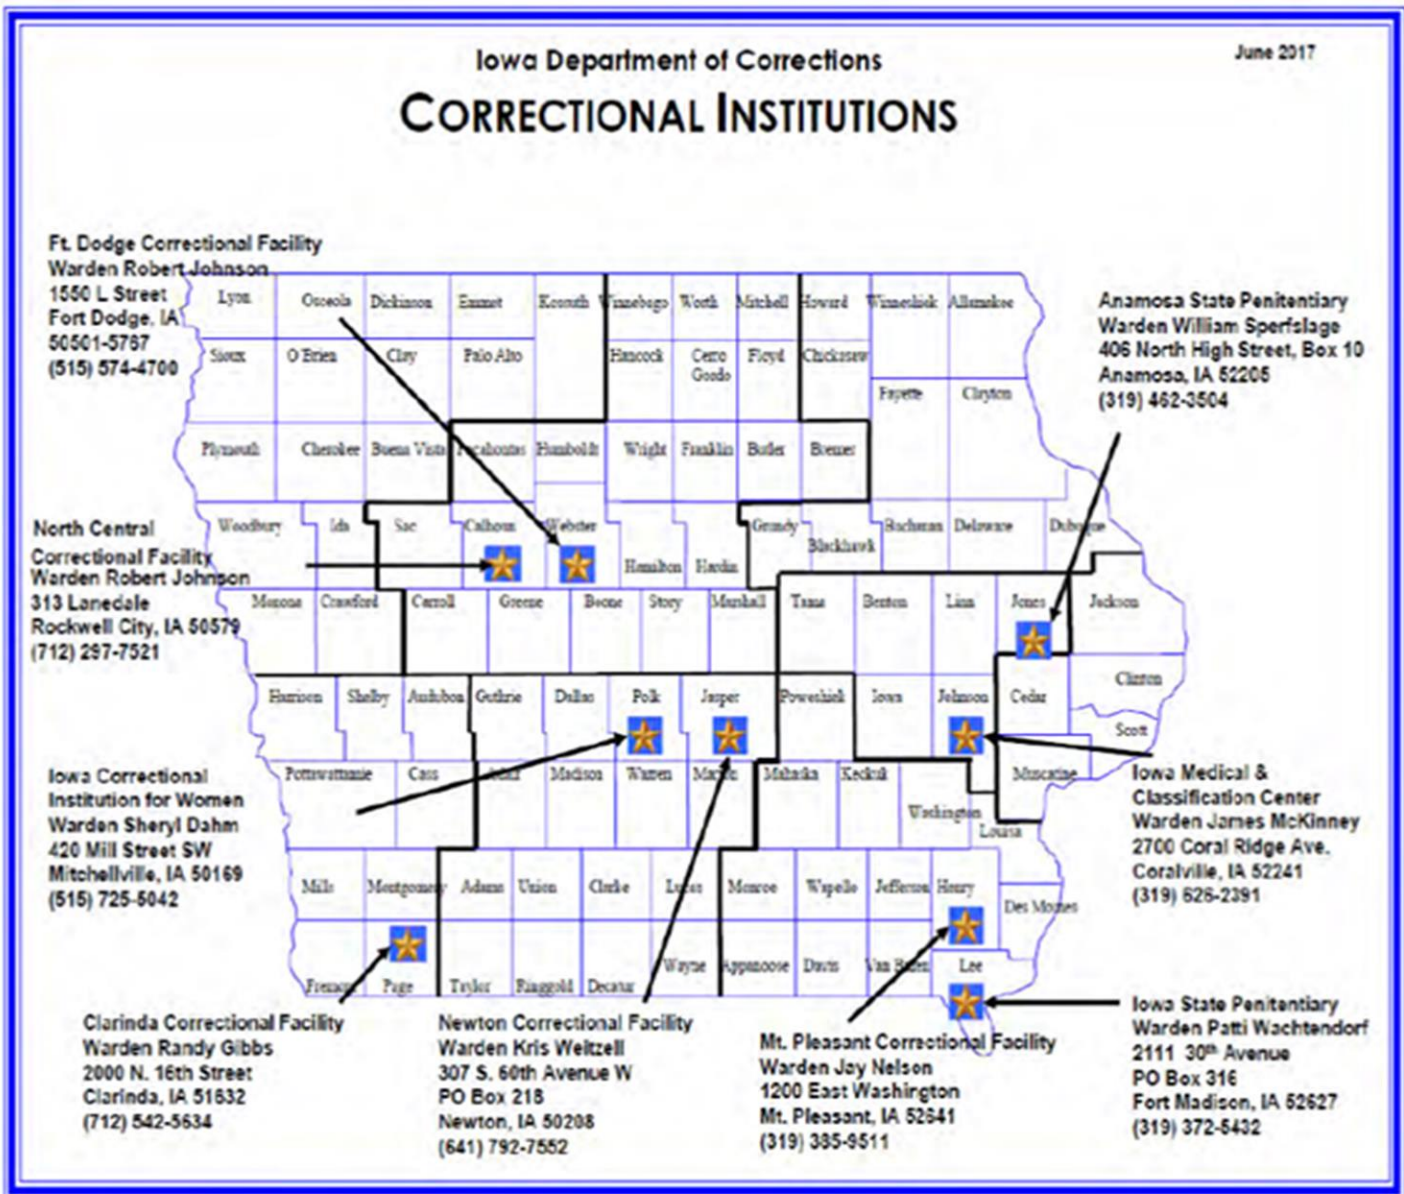 Iowa Department of Corrections
June 2017
CORRECTIONAL INSTITUTIONS
Ft. Dodge Correctional Facility
Warden Robert Johnson
1550 L Street
Fort Dodge, IA
50501-5767
(515) 574-4700
Anamosa State Penitentiary
Warden William Sperfslage
406 North High Street, Box 10
Anamosa, IA 52205
(319) 462-3504
Lyon Osceola Dickinson Emmet Kossuth Winnebago Worth Mitchell Howard Winneshiek Allamakee
Sioux O'Brien Clay Palo Alto Hancock Cerro Floyd Chickasaw
Gordo
Fayette Clayton
Plymouth Cherokee Buena Vista Pocahontas Humboldt Wright Franklin Butler Bremer
North Central
Correctional Facility
Warden Robert Johnson
313 Lanedale
Rockwell City, IA 50579
(712) 297-7521
Woodbury Ida Sac Calhoun Webster Grundy Buchanan Delaware Dubuque
Blackhawk
Hamilton Hardin
Monona Crawford Carroll Greene Boone Story Marshall Tama Benton Linn Jones Jackson
Harrison Shelby Audubon Guthrie Dallas Polk Jasper Poweshiek Iowa Johnson Cedar Clinton
Scott
Pottawattamie Cass Adair Madison Warren Marion Mahaska Keokuk Muscatine
Washington
Louisa
Iowa Correctional
Institution for Women
Warden Sheryl Dahm
420 Mill Street SW
Mitchellville, IA 50169
(515) 725-5042
Iowa Medical &
Classification Center
Warden James McKinney
2700 Coral Ridge Ave.
Coralville, IA 52241
(319) 626-2391
Mills Montgomery Adams Union Clarke Lucas Monroe Wapello Jefferson Henry
Des Moines
Fremont Page Taylor Ringgold Decatur Wayne Appanoose Davis Van Buren Lee
Clarinda Correctional Facility
Warden Randy Gibbs
2000 N. 16th Street
Clarinda, IA 51632
(712) 542-5634
Newton Correctional Facility
Warden Kris Weitzell
307 S. 60th Avenue W
PO Box 218
Newton, IA 50208
(641) 792-7552
Mt. Pleasant Correctional Facility
Warden Jay Nelson
1200 East Washington
Mt. Pleasant, IA 52641
(319) 385-9511
Iowa State Penitentiary
Warden Patti Wachtendorf
2111 30th Avenue
PO Box 316
Fort Madison, IA 52627
(319) 372-5432